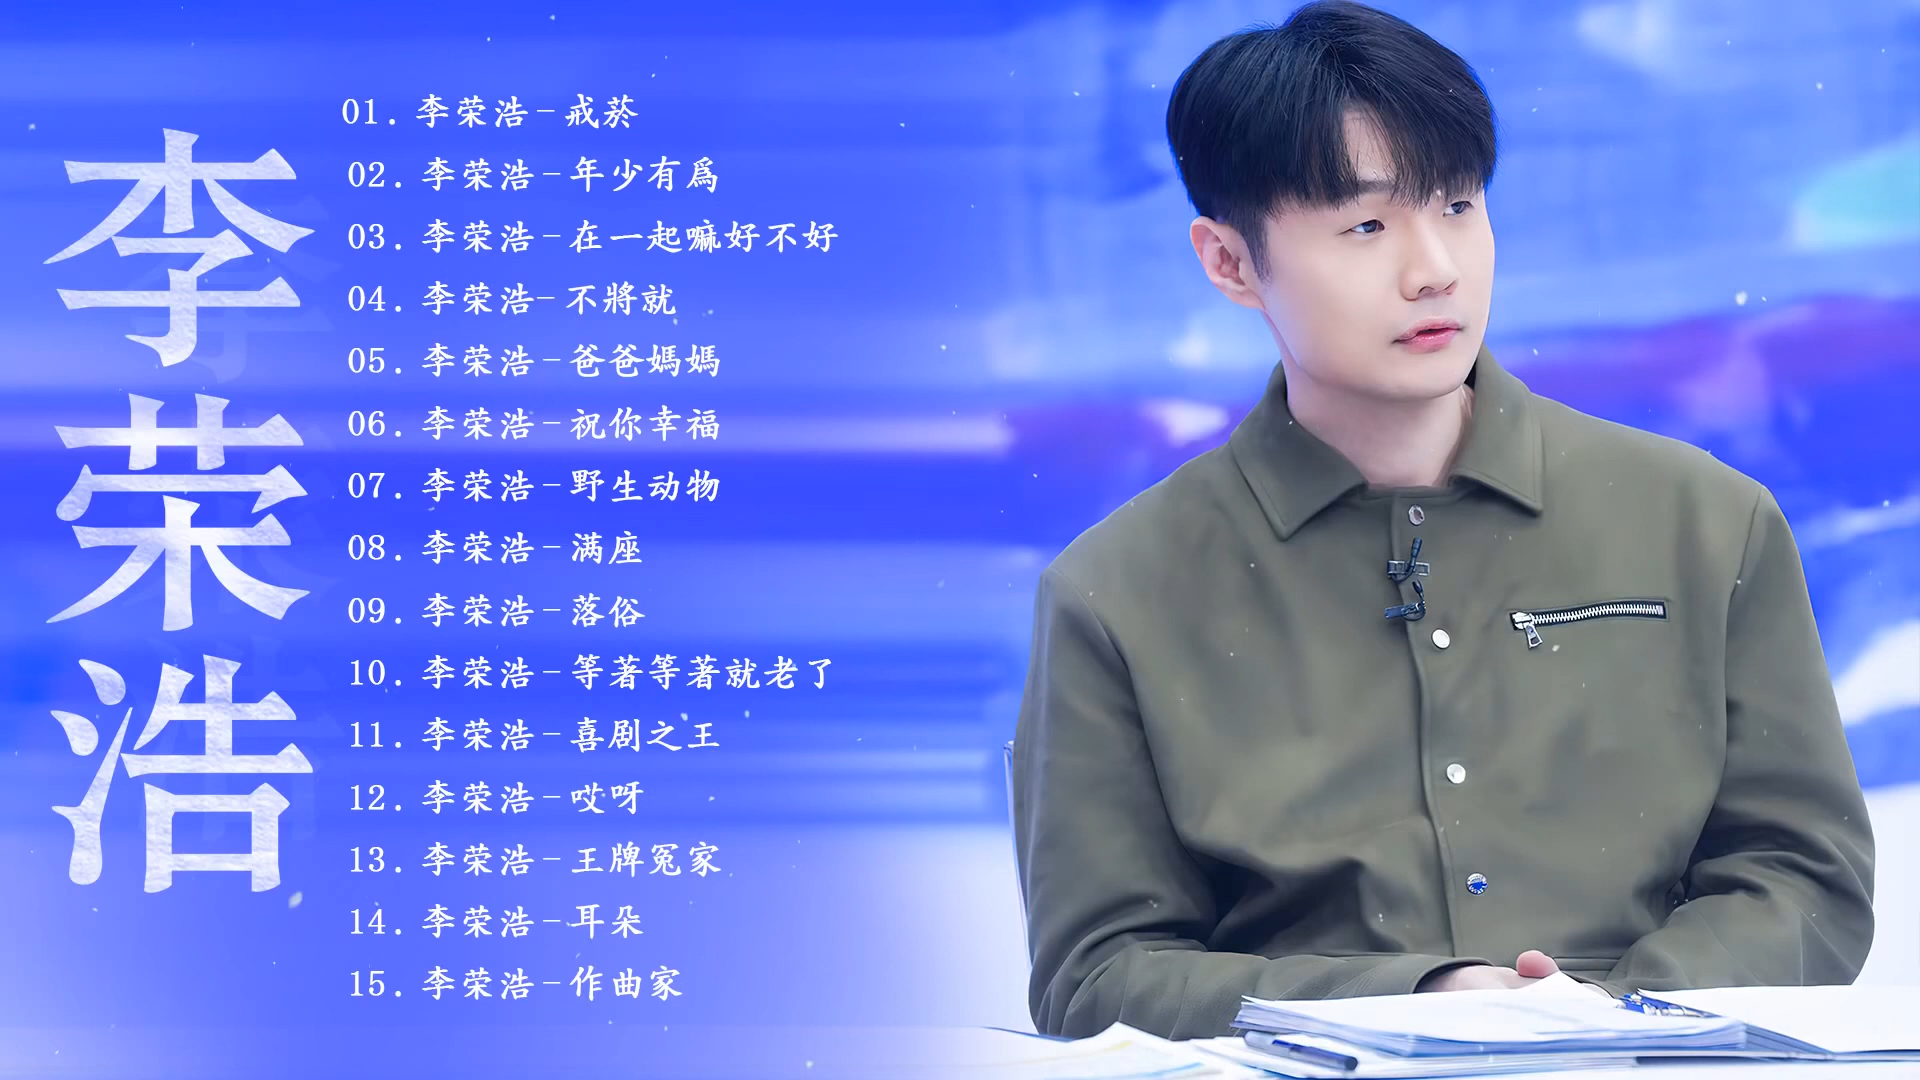 李荣浩
01. 李荣浩-戒菸
02. 李荣浩-年少有爲
03. 李荣浩-在一起嘛好不好
04. 李荣浩-不將就
05. 李荣浩-爸爸媽媽
06. 李荣浩-祝你幸福
07. 李荣浩-野生动物
08. 李荣浩-满座
09. 李荣浩-落俗
10. 李荣浩-等著等著就老了
11. 李荣浩-喜剧之王
12. 李荣浩-哎呀
13. 李荣浩-王牌冤家
14. 李荣浩-耳朵
15. 李荣浩-作曲家